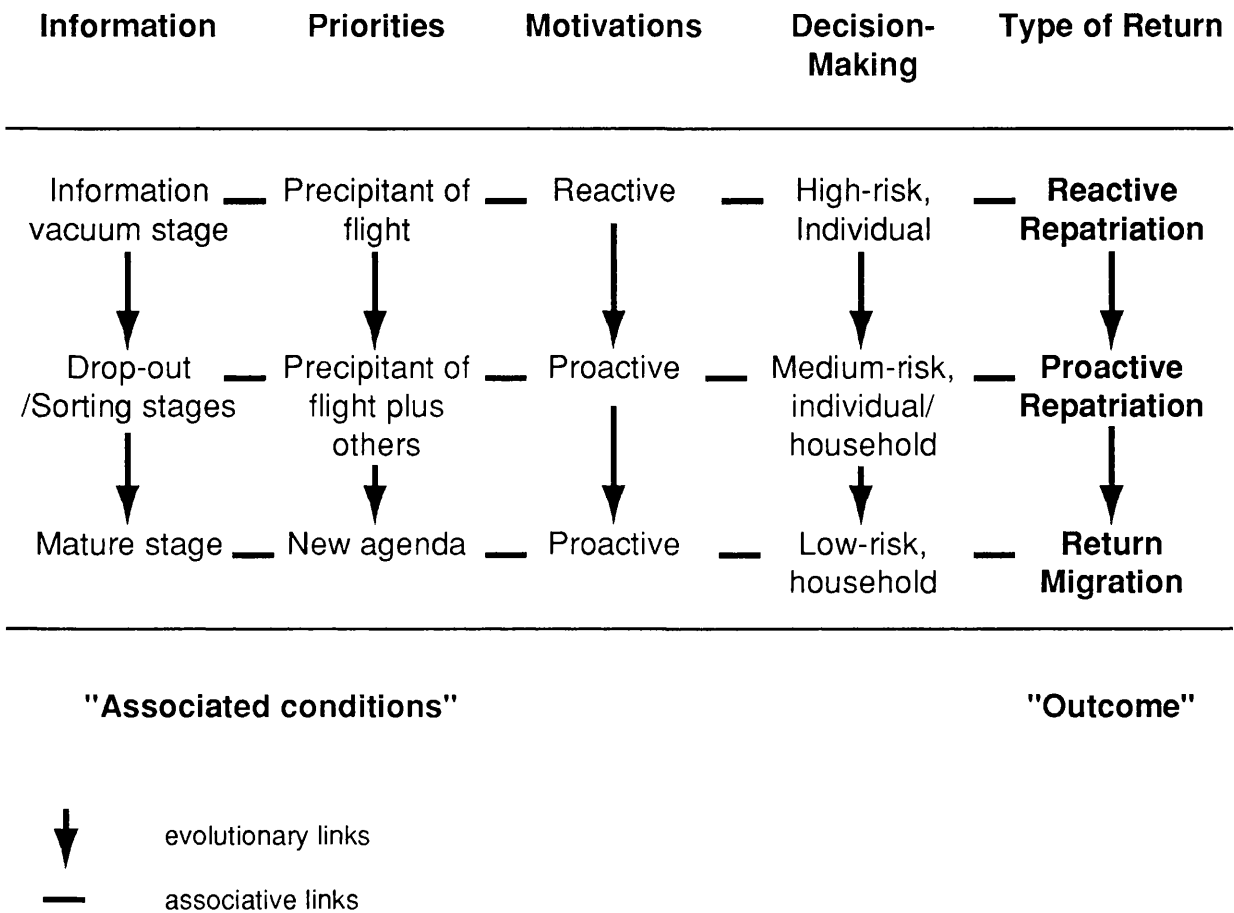 Information Priorities Motivations Decision- Type of Return
Making
Information Precipitant of Reactive High-risk, Reactive
vacuum stage flight Individual Repatriation
Drop-out Precipitant of Proactive Medium-risk, Proactive
/Sorting stages flight plus individual/ Repatriation
others household
Mature stage New agenda Proactive Low-risk, Return
household Migration
"Associated conditions" "Outcome"
evolutionary links
associative links